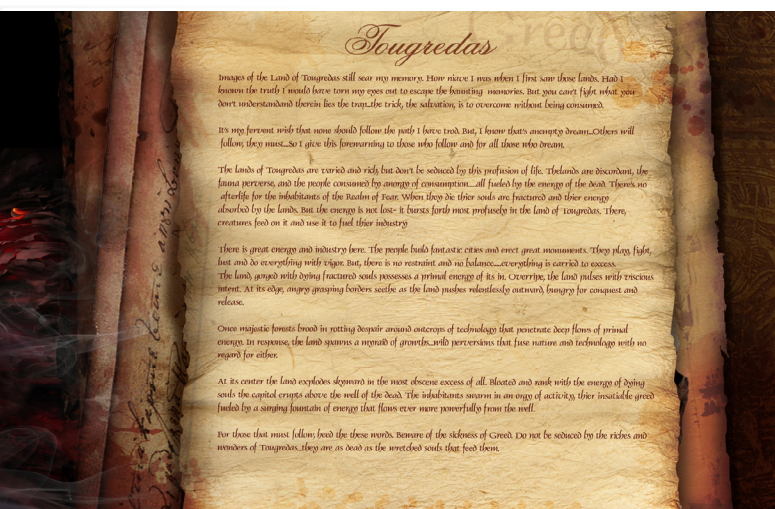 Tougredas
Images of the Land of Tougredas still sear my memory. How niave I was when I first saw those lands. Had I
known the truth I would have torn my eyes out to escape the haunting memories. But you can't fight what you
don't understandand therein lies the trap...the trick, the salvation, is to overcome without being consumed.
It's my fervent wish that none should follow the path I have trod. But, I know that's anempty dream...Others will
follow, they must...So I give this forewarning to those who follow and for all those who dream.
The lands of Tougredas are varied and rich, but don't be seduced by this profusion of life. Thelands are discordant, the
fauna perverse, and the people consumed by anorgy of consumption....all fueled by the energy of the dead. There's no
afterlife for the inhabitants of the Realm of Fear. When they die thier souls are fractured and thier energy
absorbed by the lands. But the energy is not lost- it bursts forth most profusely in the land of Tougredas. There,
creatures feed on it and use it to fuel thier industry.
There is great energy and industry here. The people build fantastic cities and erect great monuments. They play, fight,
lust and do everything with vigor. But, there is no restraint and no balance....everything is carried to excess.
The land, gorged with dying fractured souls possesses a primal energy of its in. Overripe, the land pulses with viscious
intent. At its edge, angry grasping borders seethe as the land pushes relentlessly outward, hungry for conquest and
release.
Once majestic forests brood in rotting despair around outcrops of technology that penetrate deep flows of primal
energy. In response, the land spawns a myraid of growths...wild perversions that fuse nature and technology with no
regard for either.
At its center the land explodes skyward in the most obscene excess of all. Bloated and rank with the energy of dying
souls the capitol erupts above the well of the dead. The inhabitants swarm in an orgy of activity, thier insatiable greed
fueled by a surging fountain of energy that flows ever more powerfully from the well.
For those that must follow, heed the these words. Beware of the sickness of Greed. Do not be seduced by the riches and
wonders of Tougredas...they are as dead as the wretched souls that feed them.